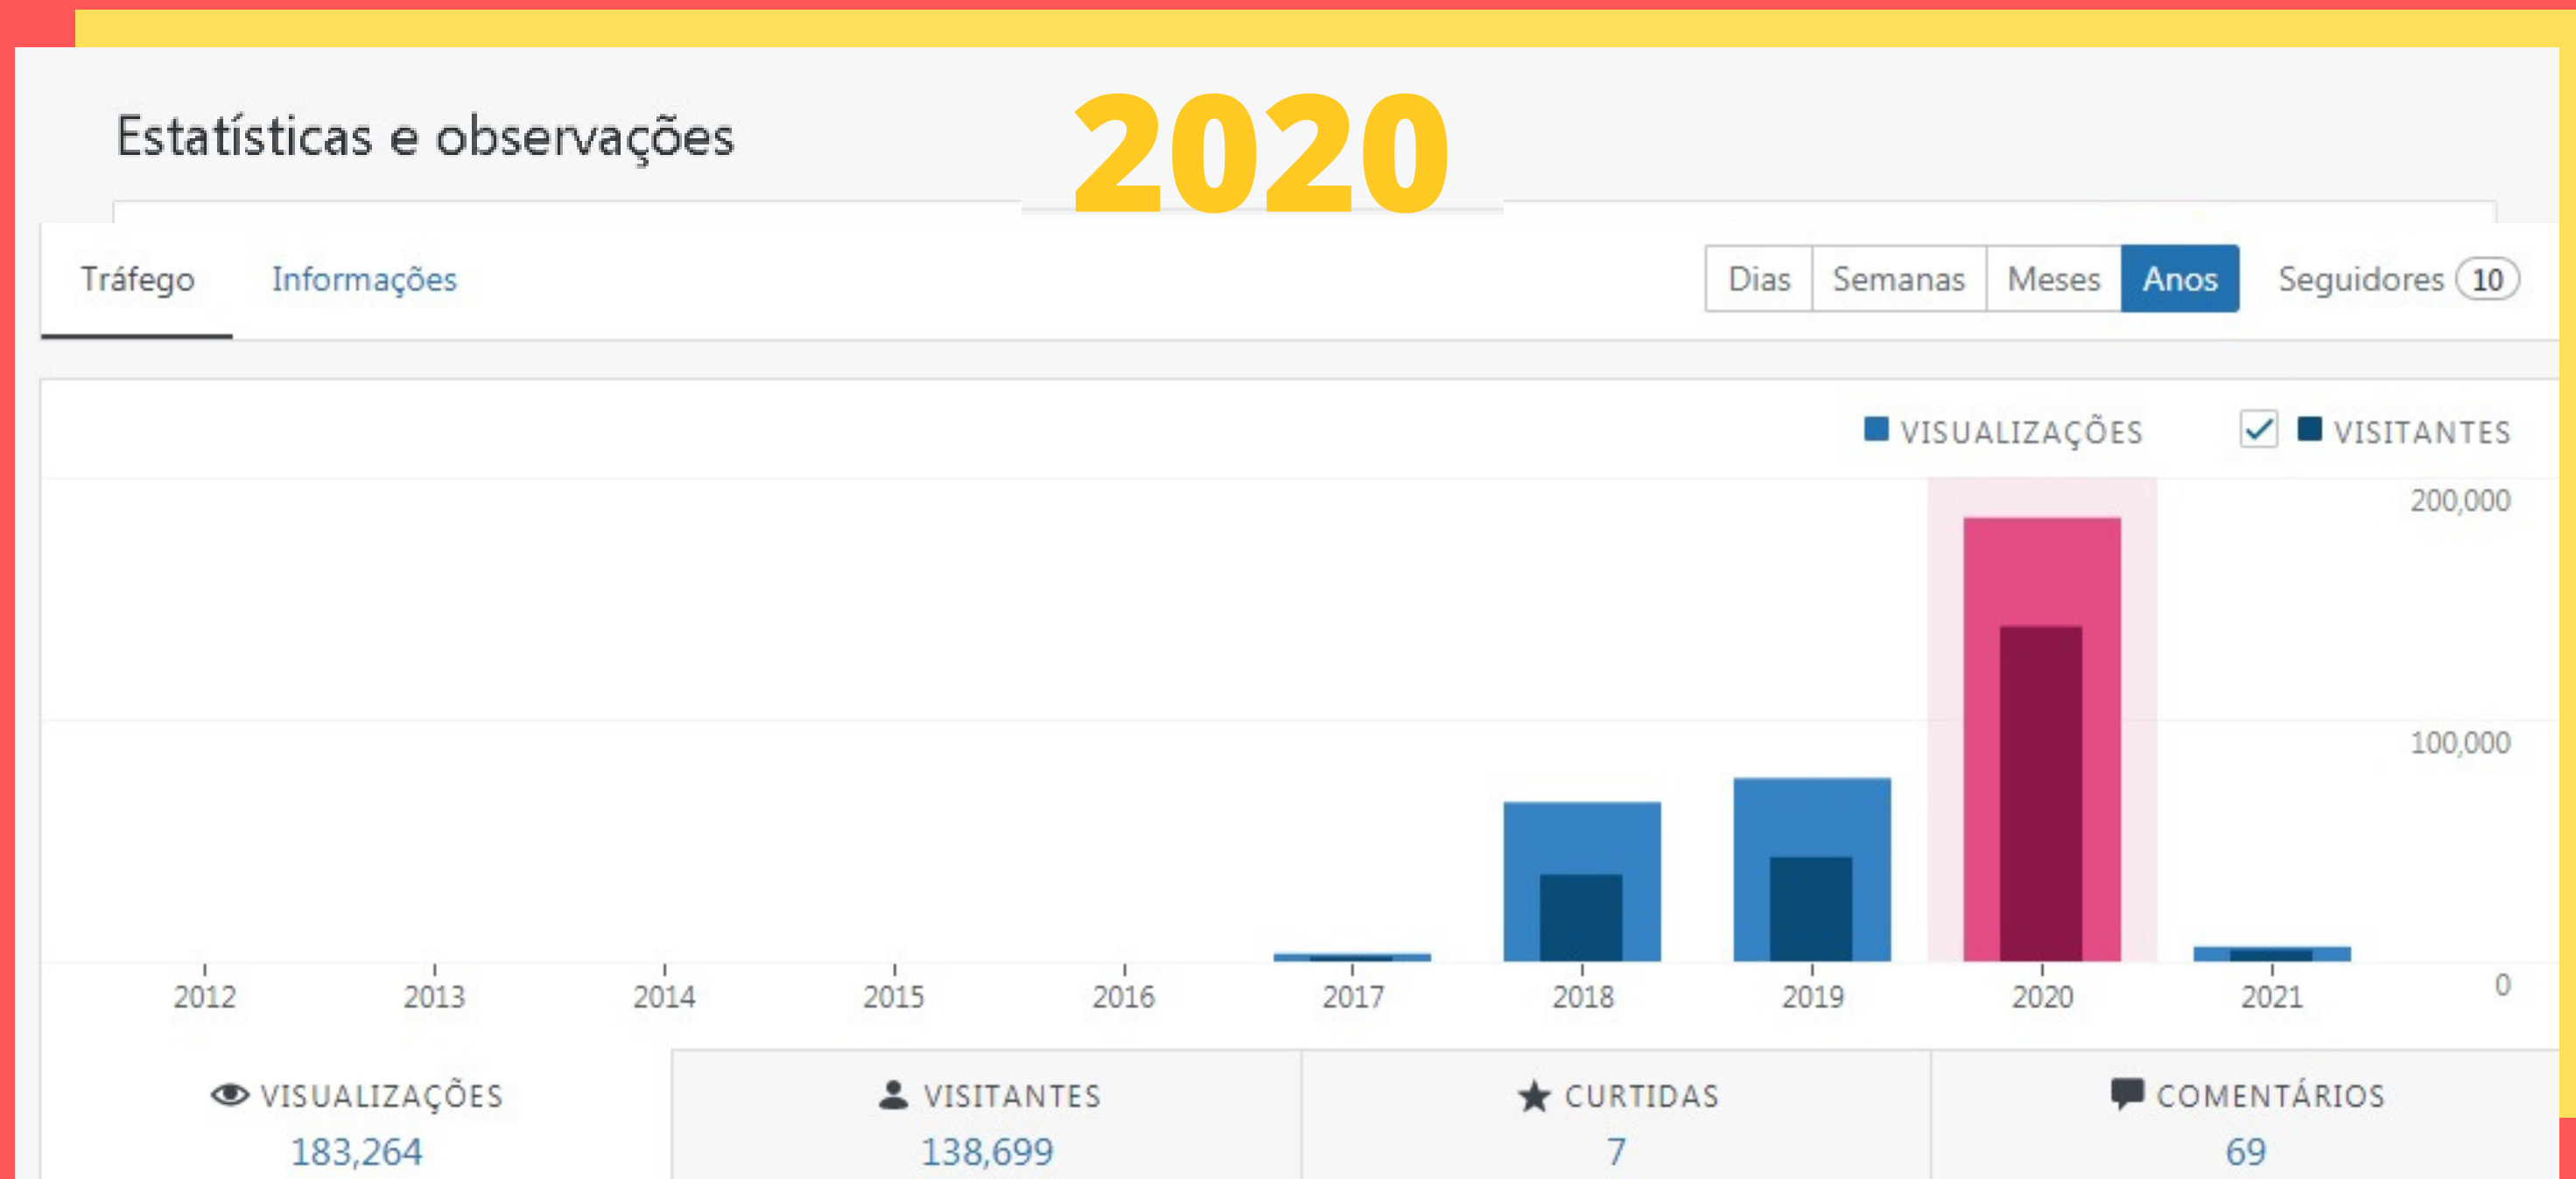 Estatísticas e observações
2020
Tráfego Informações Dias Semanas Meses Anos Seguidores 10
VISUALIZAÇÕES VISITANTES
200,000
100,000
0
2012 2013 2014 2015 2016 2017 2018 2019 2020 2021
VISUALIZAÇÕES VISITANTES CURTIDAS COMENTÁRIOS
183,264 138,699 7 69